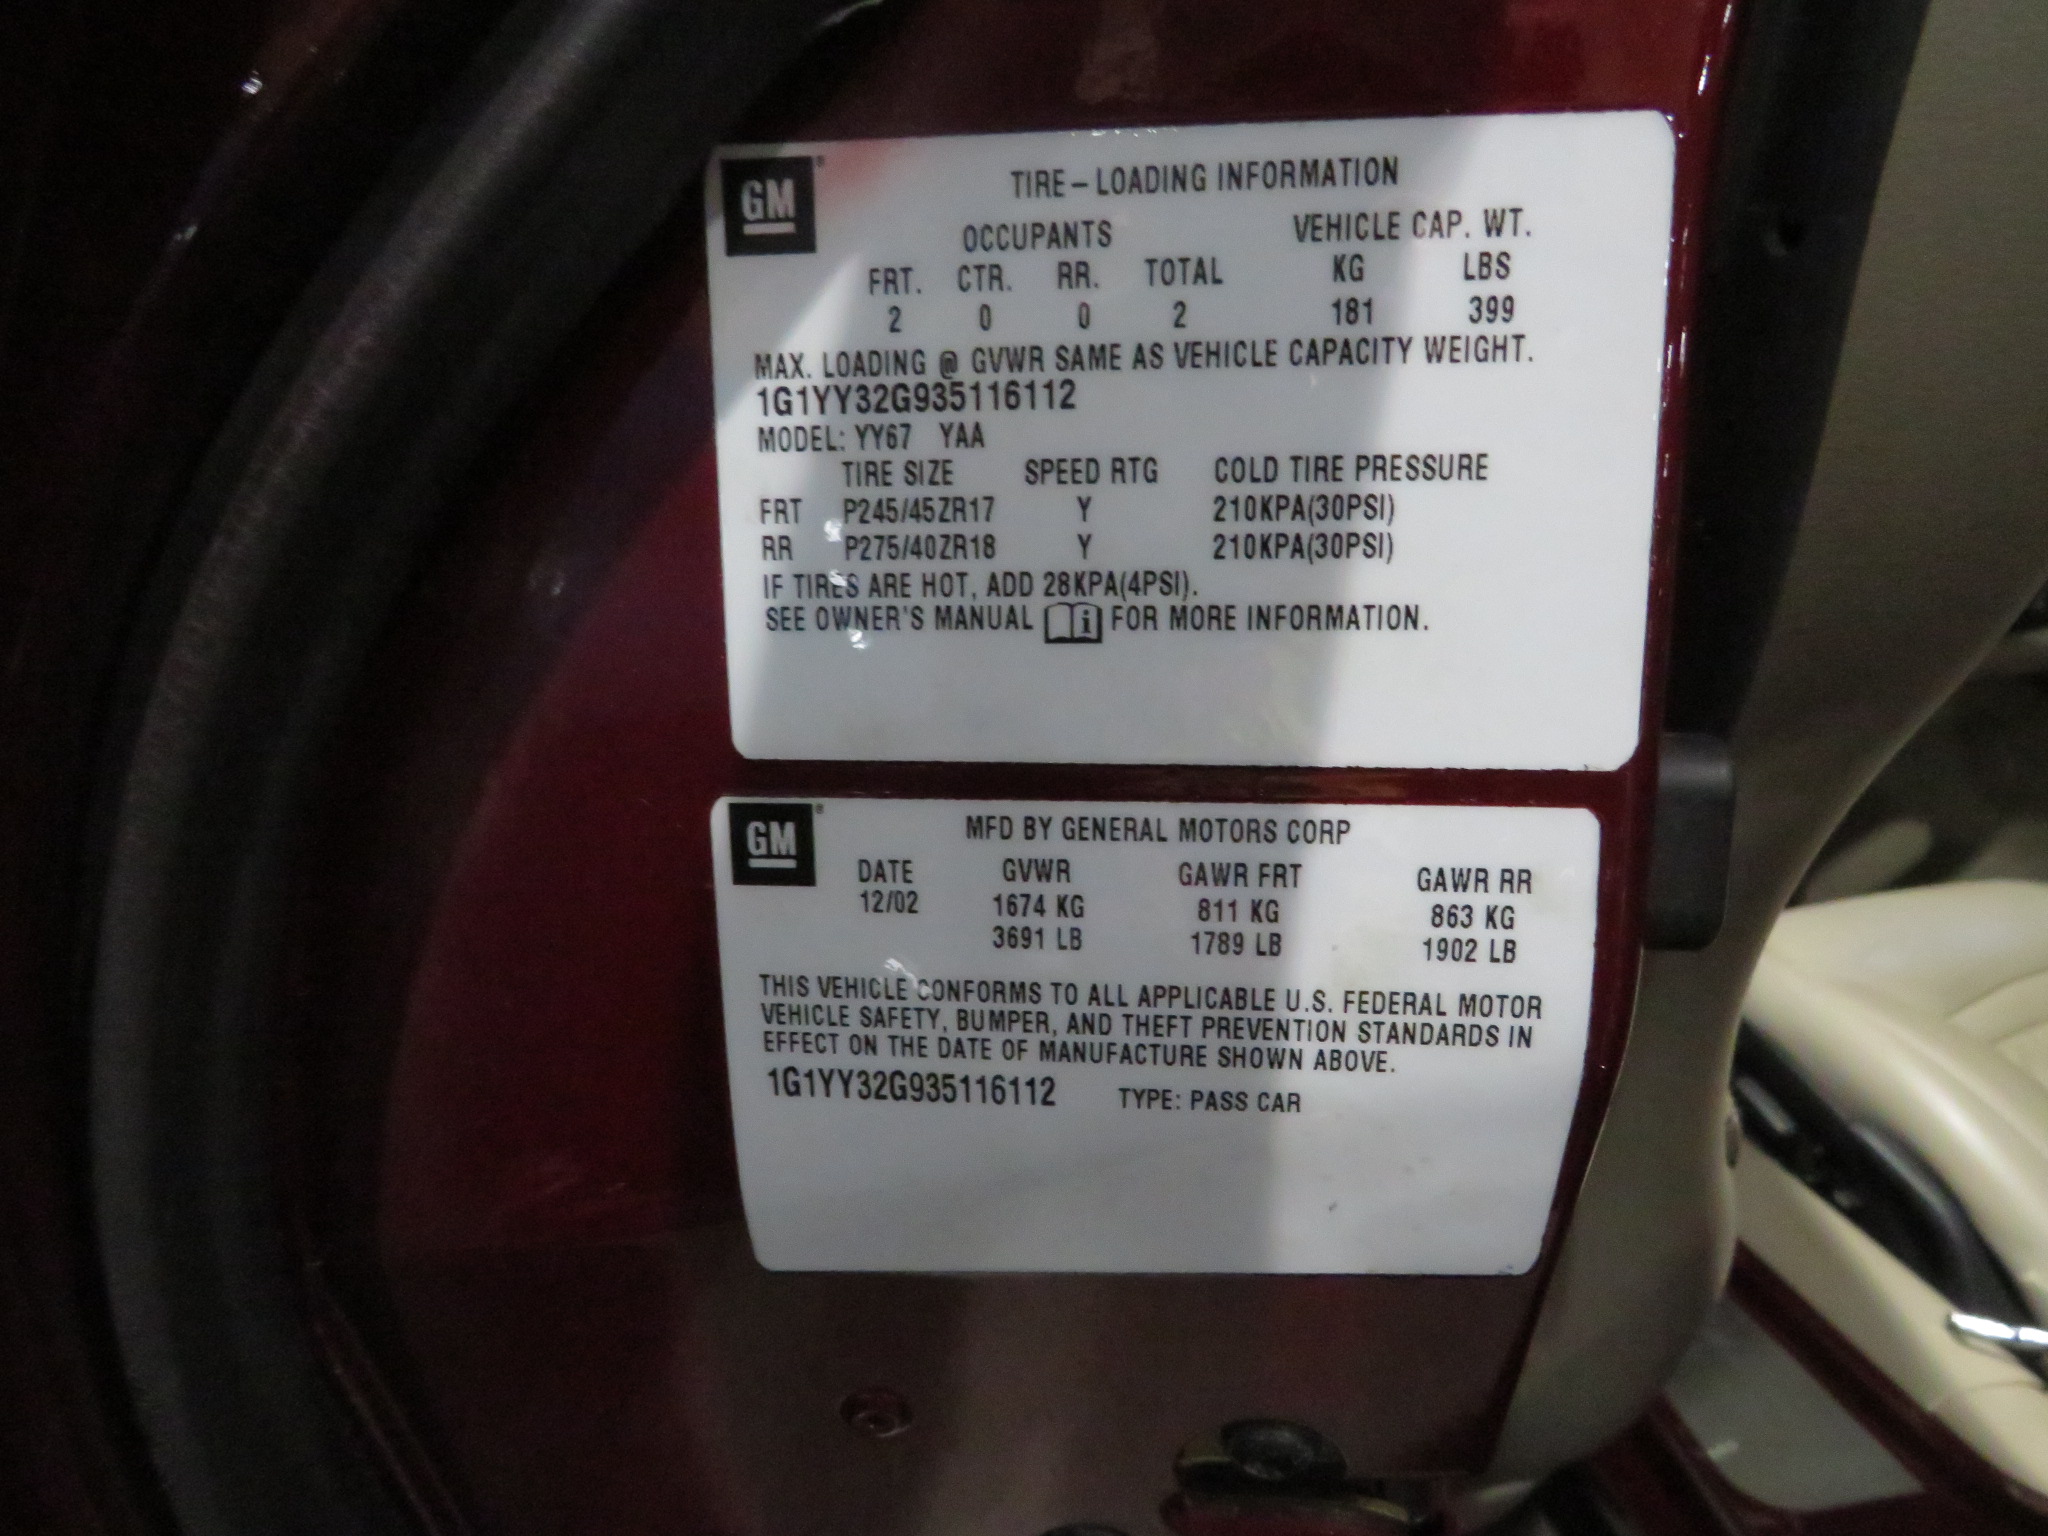 GM ®
TIRE – LOADING INFORMATION
OCCUPANTS VEHICLE CAP. WT.
FRT. CTR. RR. TOTAL KG LBS
2 0 0 2 181 399
MAX. LOADING @ GVWR SAME AS VEHICLE CAPACITY WEIGHT.
1G1YY32G935116112
MODEL: YY67 YAA
TIRE SIZE SPEED RTG COLD TIRE PRESSURE
FRT P245/45ZR17 Y 210KPA(30PSI)
RR P275/40ZR18 Y 210KPA(30PSI)
IF TIRES ARE HOT, ADD 28KPA(4PSI).
SEE OWNER'S MANUAL i FOR MORE INFORMATION.
GM ®
MFD BY GENERAL MOTORS CORP
DATE GVWR GAWR FRT GAWR RR
12/02 1674 KG 811 KG 863 KG
3691 LB 1789 LB 1902 LB
THIS VEHICLE CONFORMS TO ALL APPLICABLE U.S. FEDERAL MOTOR
VEHICLE SAFETY, BUMPER, AND THEFT PREVENTION STANDARDS IN
EFFECT ON THE DATE OF MANUFACTURE SHOWN ABOVE.
1G1YY32G935116112 TYPE: PASS CAR